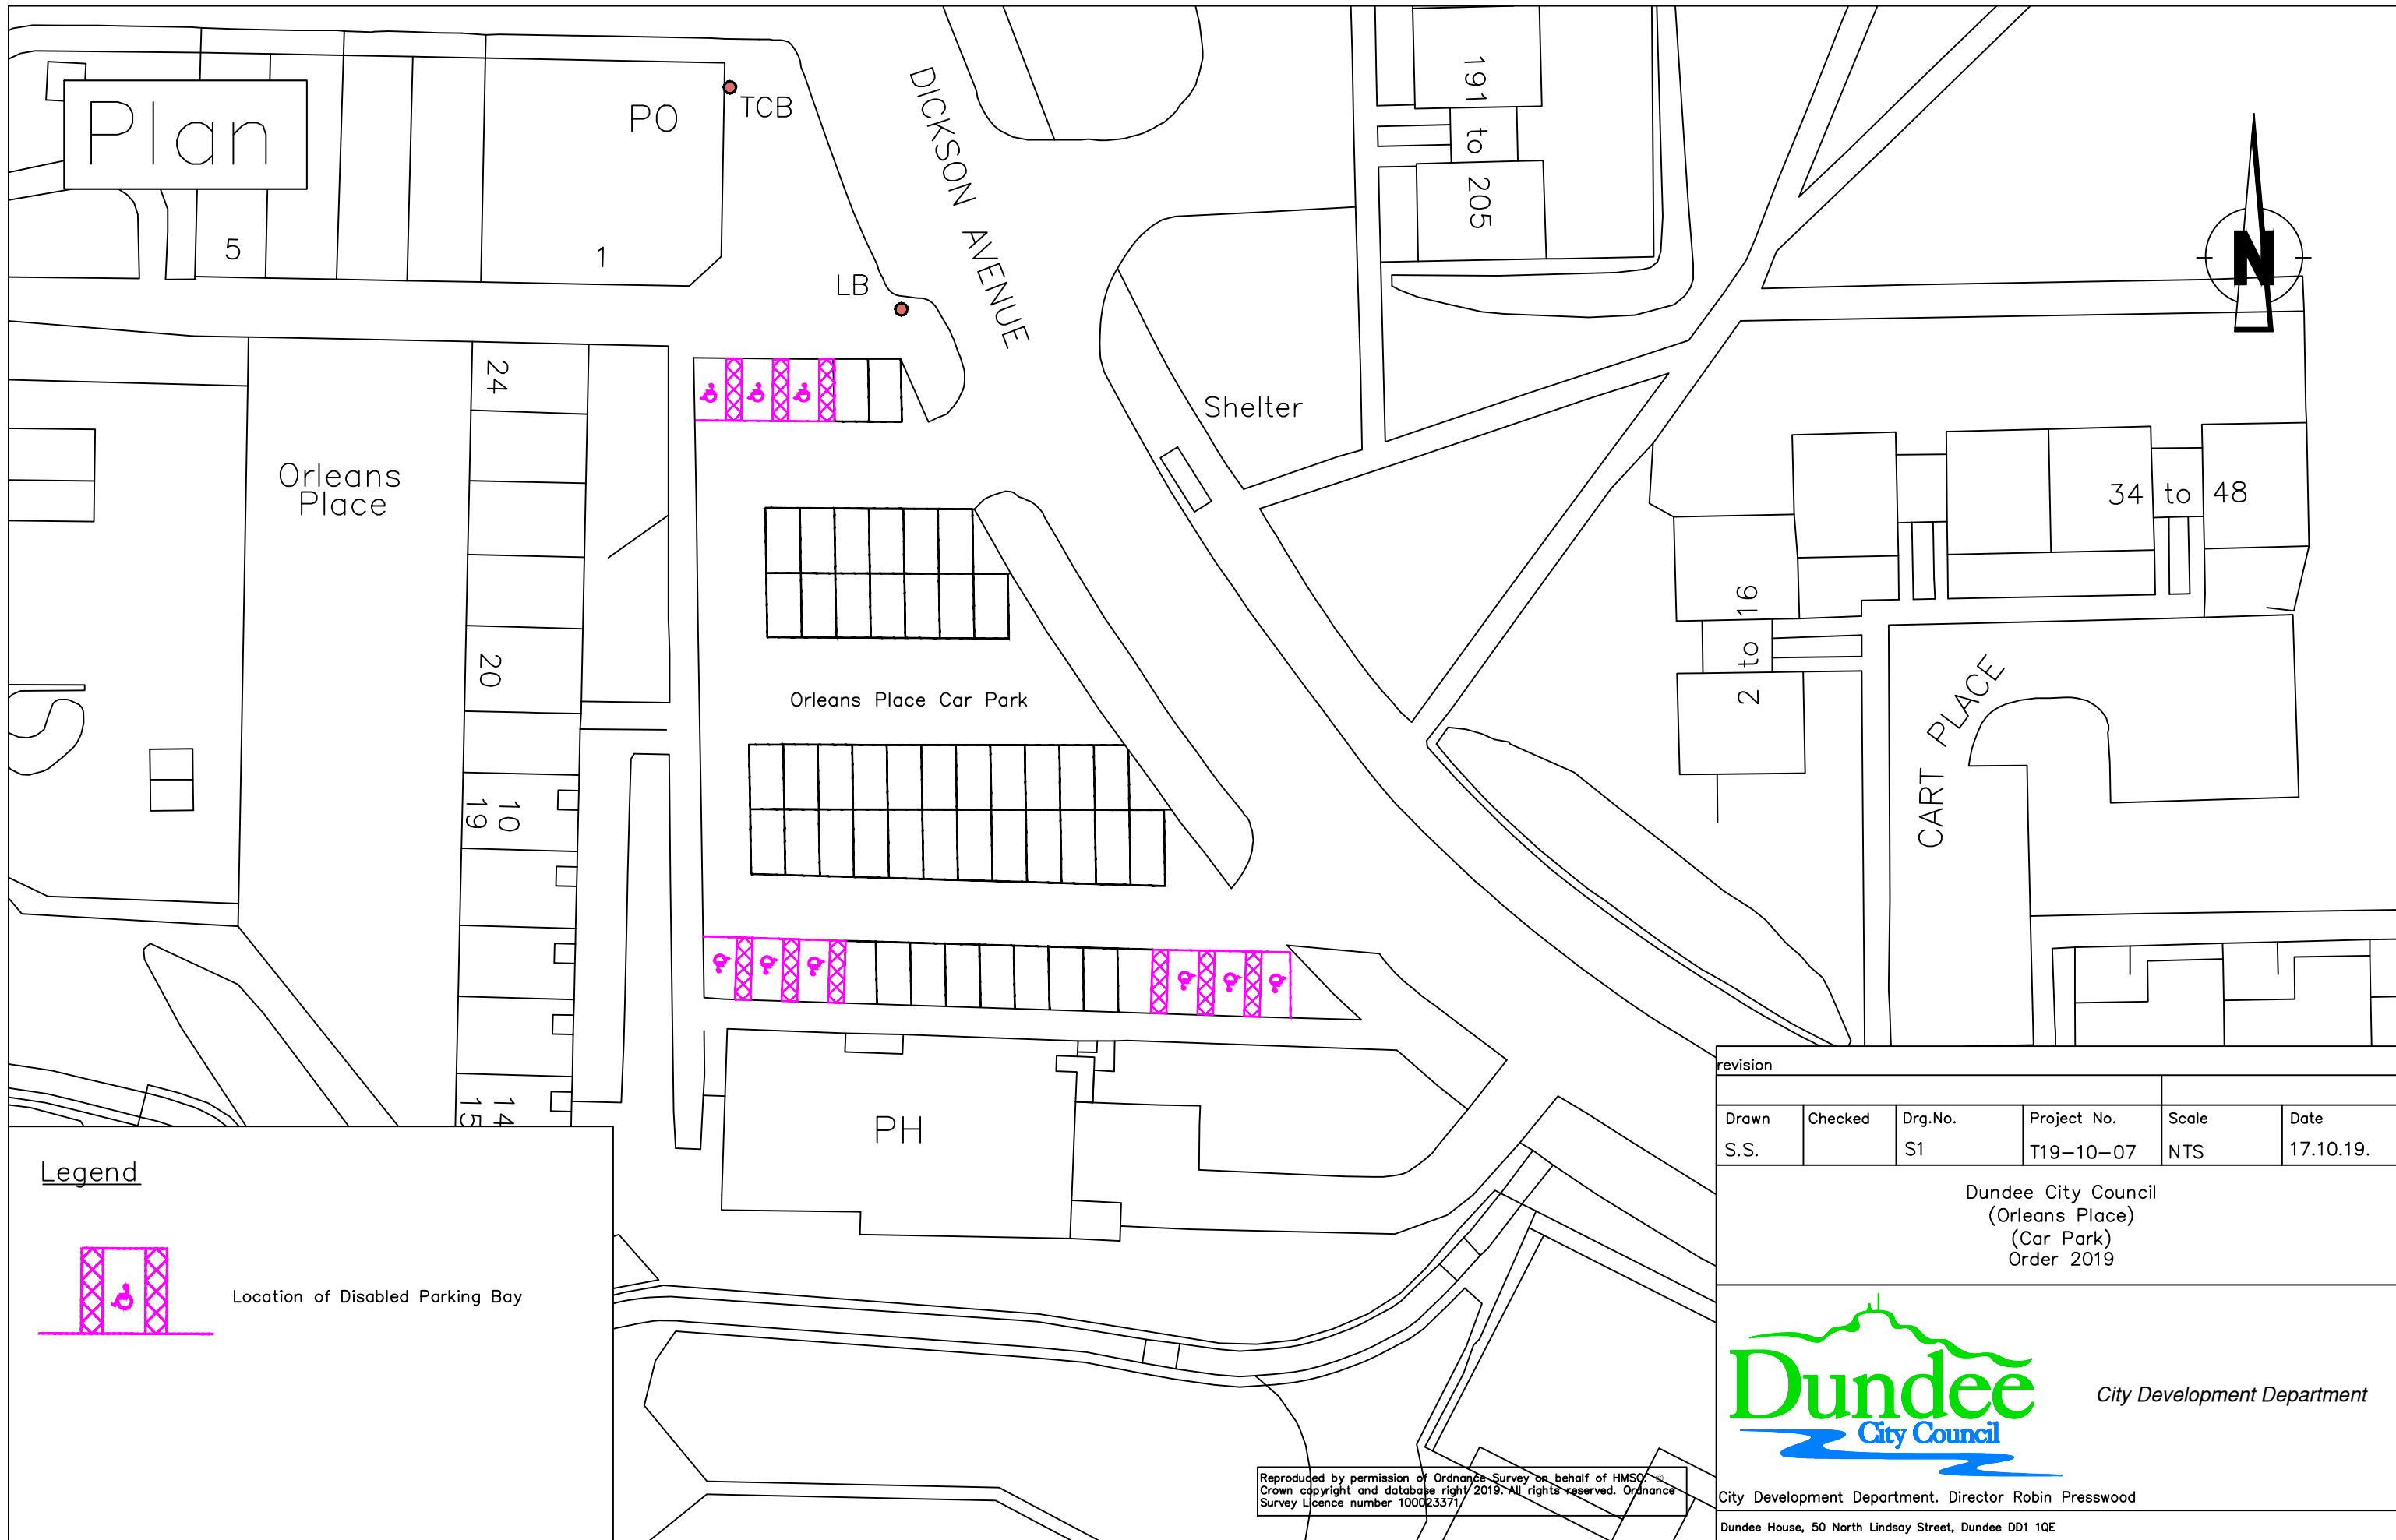 Plan
PO
TCB
5
1
LB
DICKSON AVENUE
191 to 205
N
Shelter
24
Orleans
Place
20
10
19
14
15
Orleans Place Car Park
34 to 48
2 to 16
CART PLACE
PH
Legend
Location of Disabled Parking Bay
revision
Drawn Checked Drg.No. Project No. Scale Date
S.S. S1 T19-10-07 NTS 17.10.19.
Dundee City Council
(Orleans Place)
(Car Park)
Order 2019
Dundee
City Council
City Development Department
Reproduced by permission of Ordnance Survey on behalf of HMSO. ©
Crown copyright and database right 2019. All rights reserved. Ordnance
Survey Licence number 100023371.
City Development Department. Director Robin Presswood
Dundee House, 50 North Lindsay Street, Dundee DD1 1QE